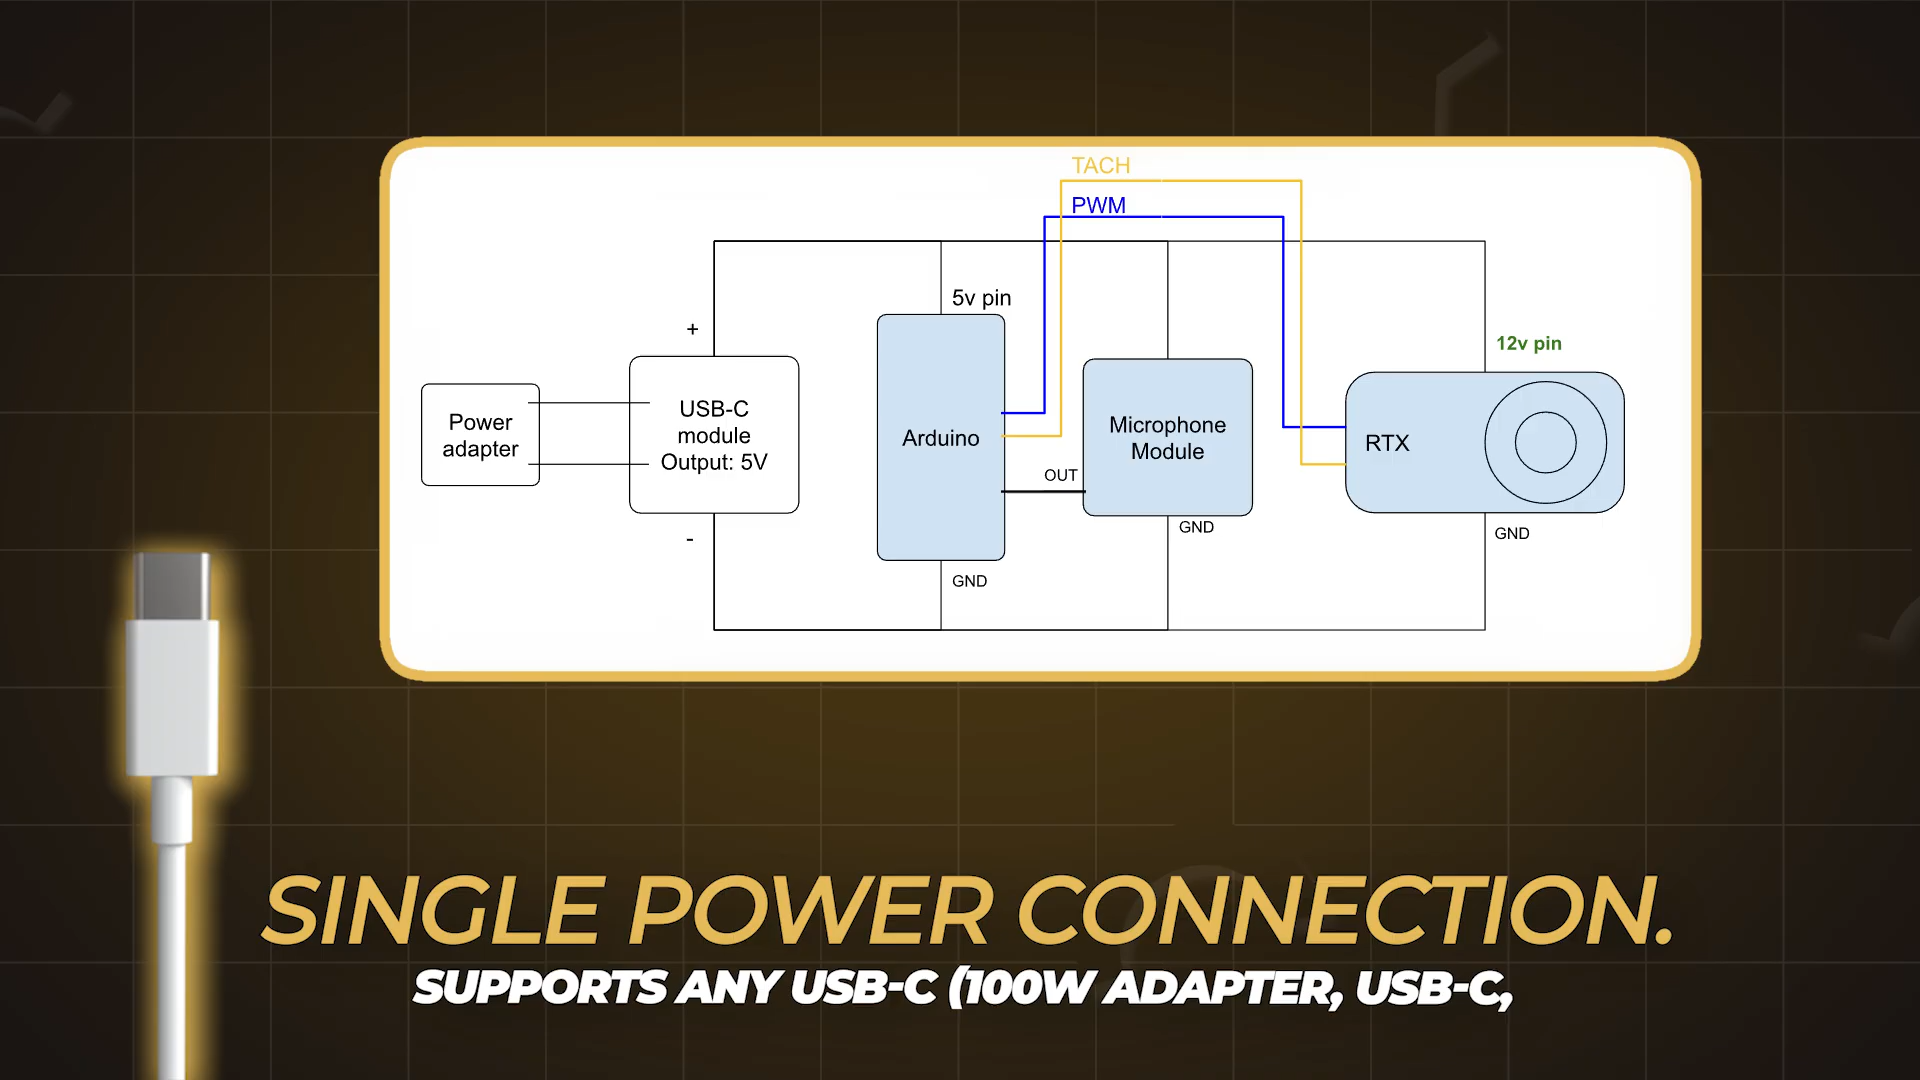 TACH
PWM
5v pin
+
12v pin
Power
adapter
USB-C
module
Output: 5V
Arduino
Microphone
Module
RTX
OUT
GND
GND
-
GND
SINGLE POWER CONNECTION.
SUPPORTS ANY USB-C (100W ADAPTER, USB-C,